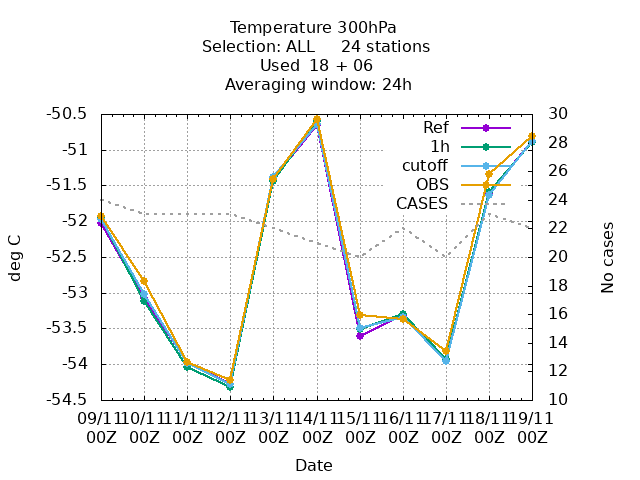 Temperature 300hPa
Selection: ALL 24 stations
Used 18 + 06
Averaging window: 24h
-50.5
-51
-51.5
-52
-52.5
-53
-53.5
-54
-54.5
deg C
30
28
26
24
22
20
18
16
14
12
10
No cases
Ref
1h
cutoff
OBS
CASES
09/11 10/11 11/11 12/11 13/11 14/11 15/11 16/11 17/11 18/11 19/11
00Z 00Z 00Z 00Z 00Z 00Z 00Z 00Z 00Z 00Z 00Z
Date